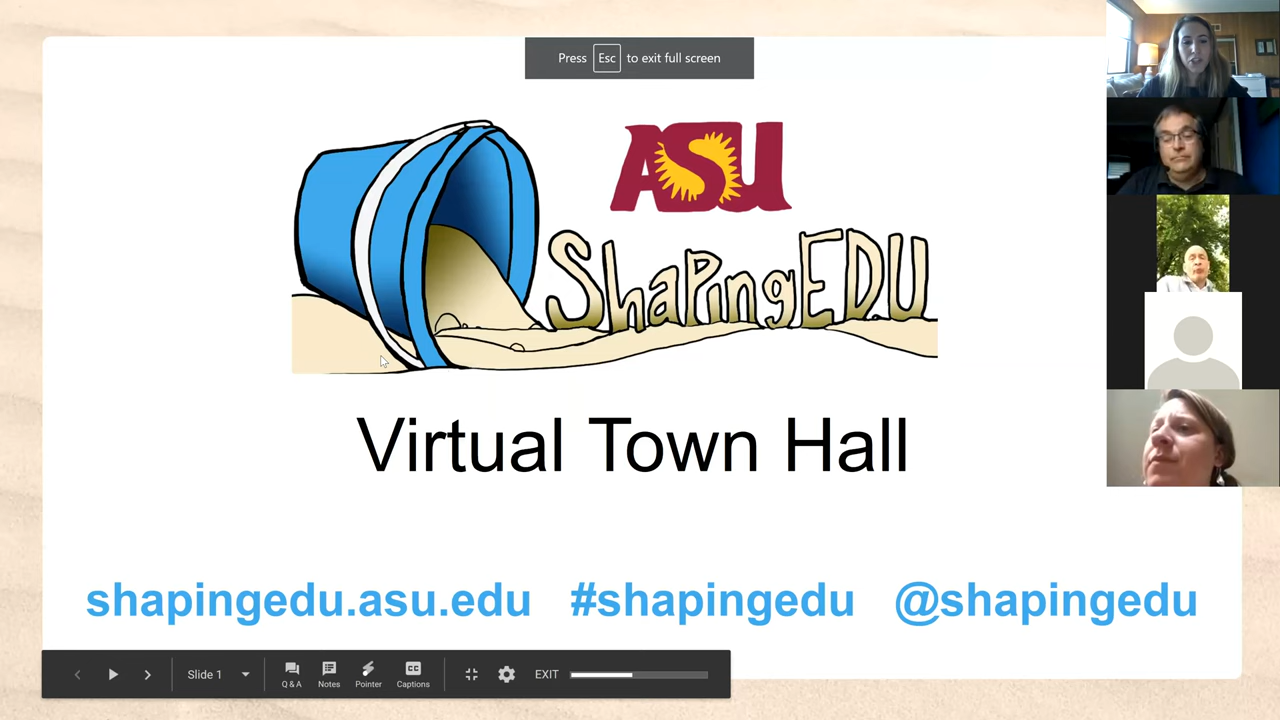 Press Esc to exit full screen
ASU
ShapingEDU
Virtual Town Hall
shapingedu.asu.edu #shapingedu @shapingedu
Slide 1 Q & A Notes Pointer CC Captions EXIT